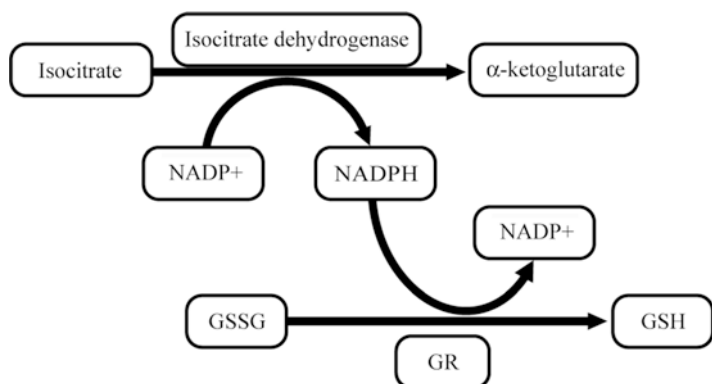 Isocitrate dehydrogenase
Isocitrate
α-ketoglutarate
NADP+
NADPH
NADP+
GSSG
GSH
GR